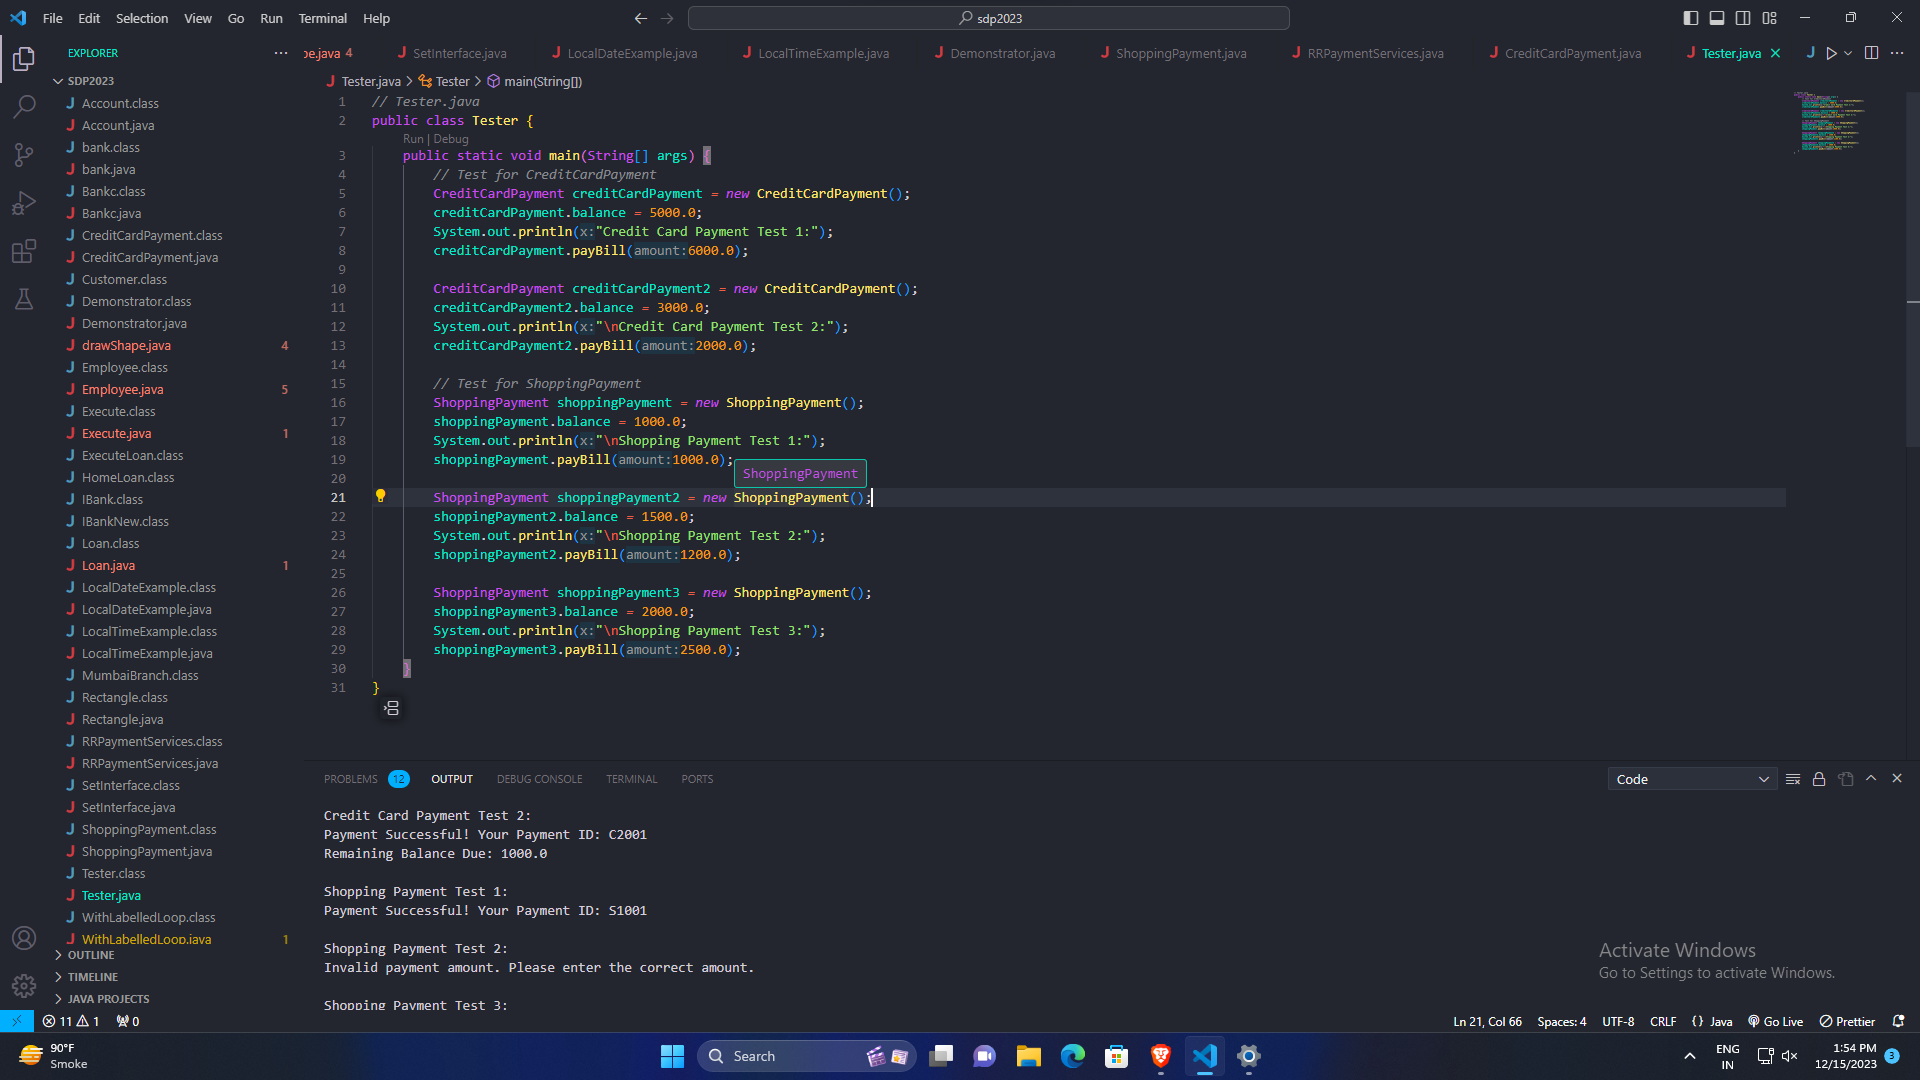 File Edit Selection View Go Run Terminal Help
sdp2023
EXPLORER
pe.java 4 SetInterface.java LocalDateExample.java LocalTimeExample.java Demonstrator.java ShoppingPayment.java RRPaymentServices.java CreditCardPayment.java Tester.java
Tester.java > Tester > main(String[])
SDP2023
Account.class
Account.java
bank.class
bank.java
Bankc.class
Bankc.java
CreditCardPayment.class
CreditCardPayment.java
Customer.class
Demonstrator.class
Demonstrator.java
drawShape.java 4
Employee.class
Employee.java 5
Execute.class
Execute.java 1
ExecuteLoan.class
HomeLoan.class
IBank.class
IBankNew.class
Loan.class
Loan.java 1
LocalDateExample.class
LocalDateExample.java
LocalTimeExample.class
LocalTimeExample.java
MumbaiBranch.class
Rectangle.class
Rectangle.java
RRPaymentServices.class
RRPaymentServices.java
SetInterface.class
SetInterface.java
ShoppingPayment.class
ShoppingPayment.java
Tester.class
Tester.java
WithLabelledLoop.class
WithLabelledLoop.java 1
OUTLINE
TIMELINE
JAVA PROJECTS
1 // Tester.java
2 public class Tester {
Run | Debug
3 public static void main(String[] args) {
4 // Test for CreditCardPayment
5 CreditCardPayment creditCardPayment = new CreditCardPayment();
6 creditCardPayment.balance = 5000.0;
7 System.out.println(x:"Credit Card Payment Test 1:");
8 creditCardPayment.payBill(amount:6000.0);
9
10 CreditCardPayment creditCardPayment2 = new CreditCardPayment();
11 creditCardPayment2.balance = 3000.0;
12 System.out.println(x:"\nCredit Card Payment Test 2:");
13 creditCardPayment2.payBill(amount:2000.0);
14
15 // Test for ShoppingPayment
16 ShoppingPayment shoppingPayment = new ShoppingPayment();
17 shoppingPayment.balance = 1000.0;
18 System.out.println(x:"\nShopping Payment Test 1:");
19 shoppingPayment.payBill(amount:1000.0);
ShoppingPayment
20
21 ShoppingPayment shoppingPayment2 = new ShoppingPayment();
22 shoppingPayment2.balance = 1500.0;
23 System.out.println(x:"\nShopping Payment Test 2:");
24 shoppingPayment2.payBill(amount:1200.0);
25
26 ShoppingPayment shoppingPayment3 = new ShoppingPayment();
27 shoppingPayment3.balance = 2000.0;
28 System.out.println(x:"\nShopping Payment Test 3:");
29 shoppingPayment3.payBill(amount:2500.0);
30 }
31 }
PROBLEMS 12 OUTPUT DEBUG CONSOLE TERMINAL PORTS
Code
Credit Card Payment Test 2:
Payment Successful! Your Payment ID: C2001
Remaining Balance Due: 1000.0
Shopping Payment Test 1:
Payment Successful! Your Payment ID: S1001
Shopping Payment Test 2:
Invalid payment amount. Please enter the correct amount.
Shopping Payment Test 3:
Activate Windows
Go to Settings to activate Windows.
11 1 0
Ln 21, Col 66 Spaces: 4 UTF-8 CRLF {} Java Go Live Prettier
90°F
Smoke
Search
ENG
IN
1:54 PM
12/15/2023
3